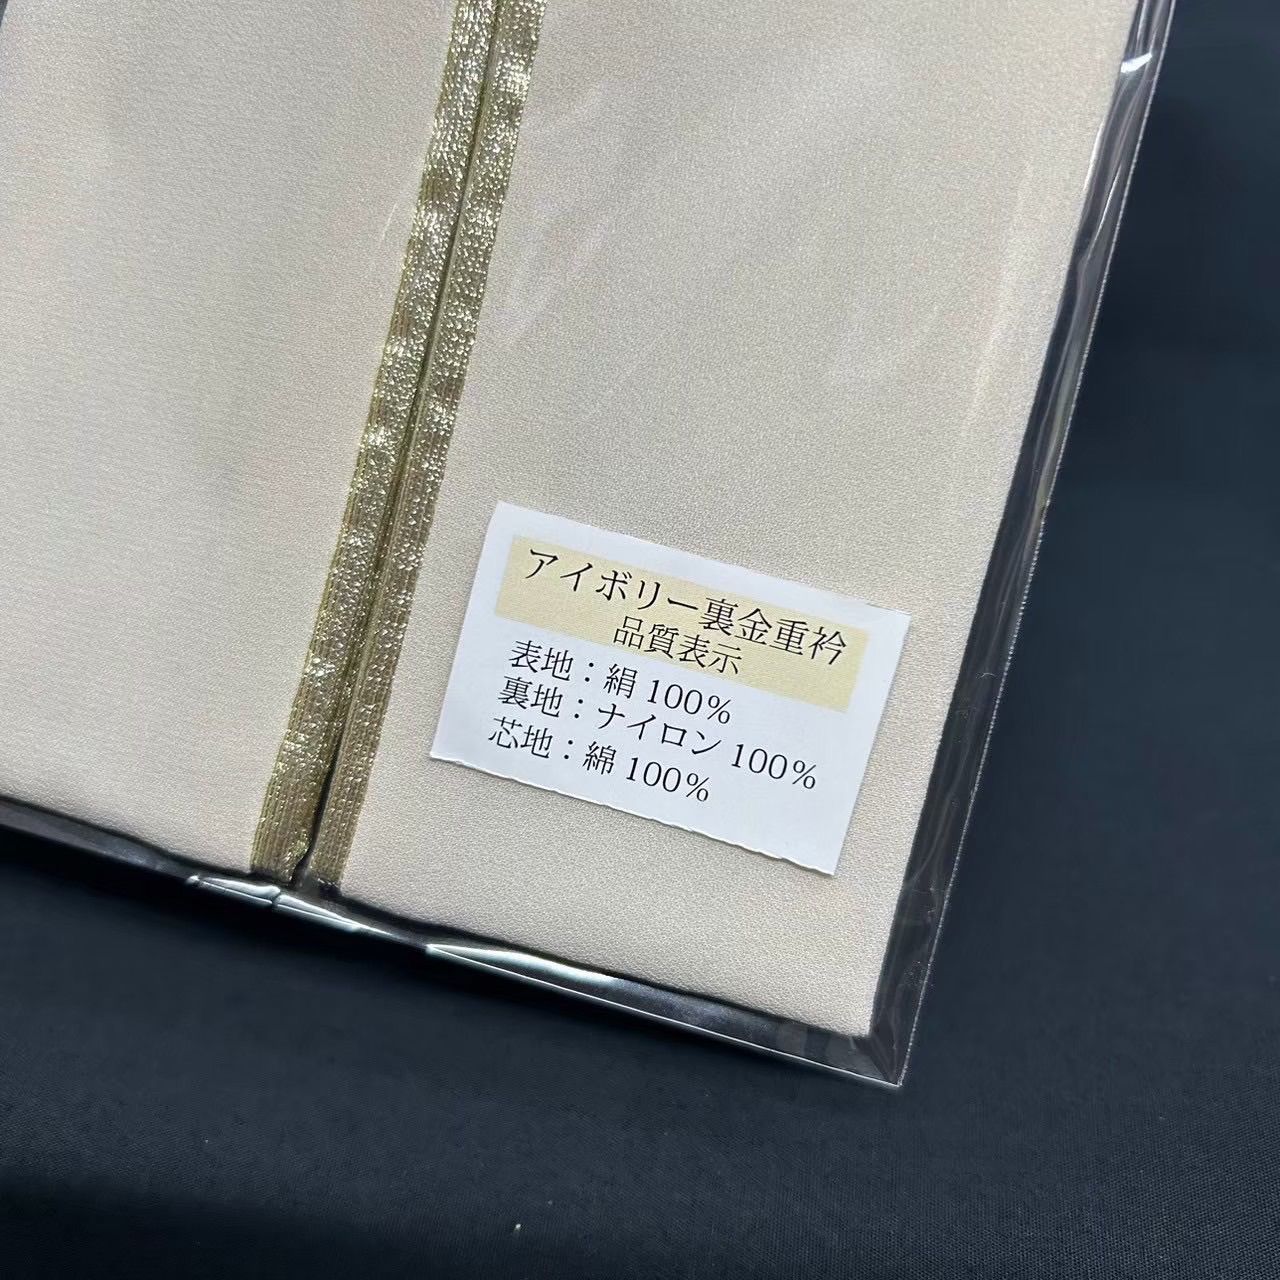 アイボリー裏金重衿
品質表示
表地：絹 100%
裏地：ナイロン 100%
芯地：綿 100%